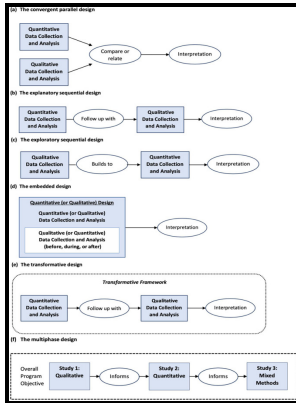 (a) The convergent parallel design
Quantitative
Data Collection
and Analysis
Compare or
relate
Interpretation
Qualitative
Data Collection
and Analysis
(b) The explanatory sequential design
Quantitative
Data Collection
and Analysis
Follow up with
Qualitative
Data Collection
and Analysis
Interpretation
(c) The exploratory sequential design
Qualitative
Data Collection
and Analysis
Builds to
Quantitative
Data Collection
and Analysis
Interpretation
(d) The embedded design
Quantitative (or Qualitative) Design
Quantitative (or Qualitative)
Data Collection and Analysis
Qualitative (or Quantitative)
Data Collection and Analysis
(before, during, or after)
Interpretation
(e) The transformative design
Transformative Framework
Quantitative
Data Collection
and Analysis
Follow up with
Qualitative
Data Collection
and Analysis
Interpretation
(f) The multiphase design
Overall
Program
Objective
Study 1:
Qualitative
Informs
Study 2:
Quantitative
Informs
Study 3:
Mixed
Methods